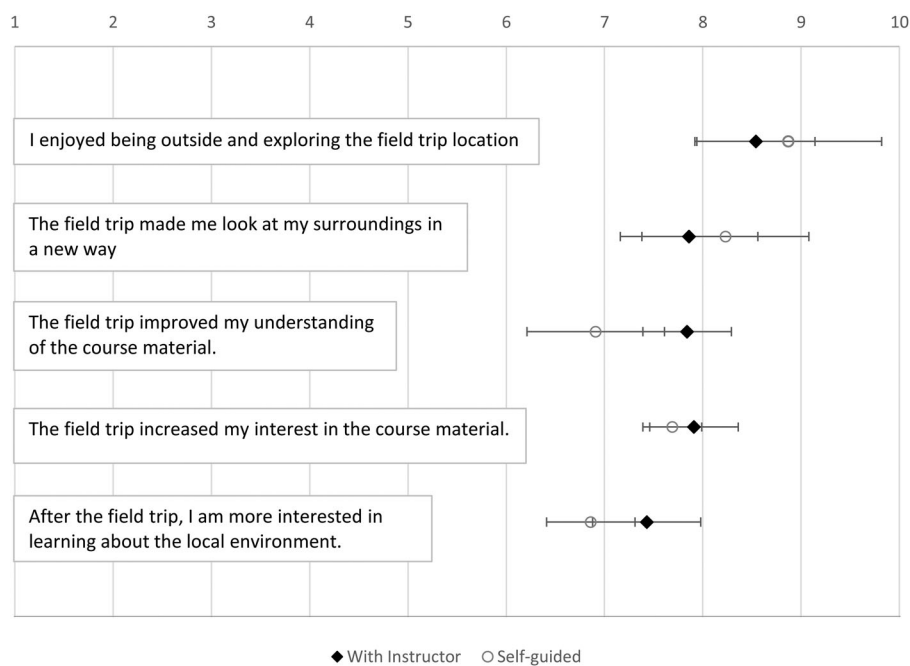 1 2 3 4 5 6 7 8 9 10
I enjoyed being outside and exploring the field trip location
The field trip made me look at my surroundings in
a new way
The field trip improved my understanding
of the course material.
The field trip increased my interest in the course material.
After the field trip, I am more interested in
learning about the local environment.
With Instructor Self-guided